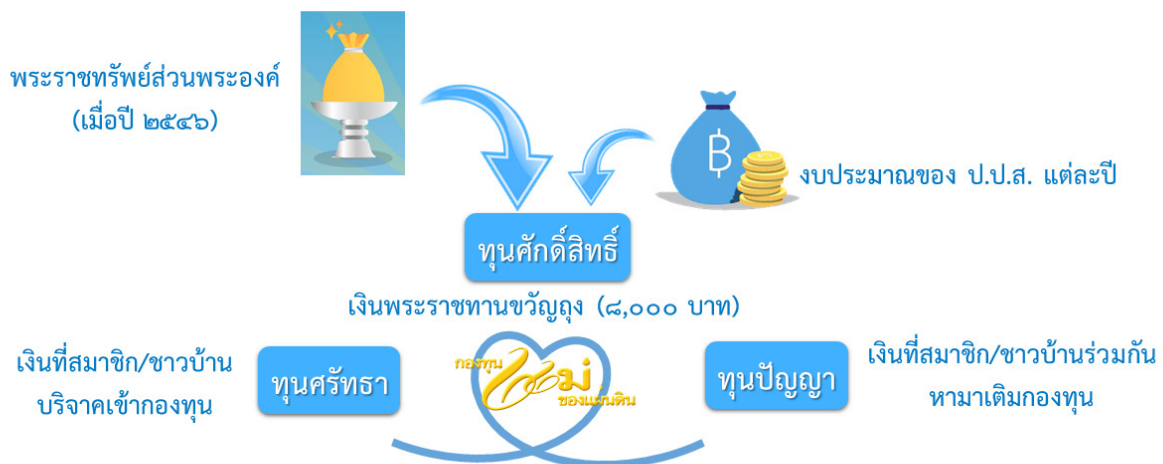 พระราชทรัพย์ส่วนพระองค์
(เมื่อปี ๒๕๔๖)
฿
งบประมาณของ ป.ป.ส. แต่ละปี
ทุนศักดิ์สิทธิ์
เงินพระราชทานขวัญถุง (๘,๐๐๐ บาท)
เงินที่สมาชิก/ชาวบ้าน
บริจาคเข้ากองทุน
ทุนศรัทธา
กองทุน
แม่
ของแผ่นดิน
ทุนปัญญา
เงินที่สมาชิก/ชาวบ้านร่วมกัน
หามาเติมกองทุน